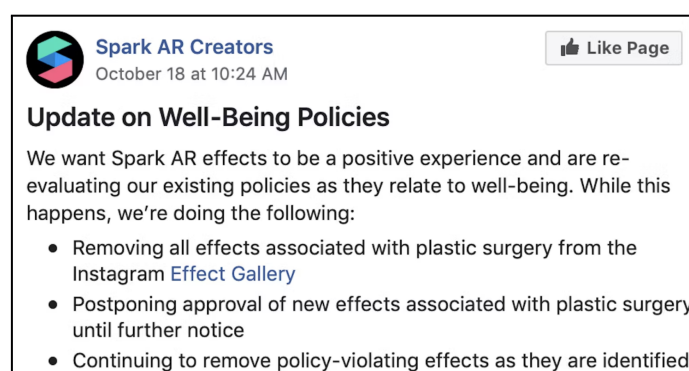 Spark AR Creators
October 18 at 10:24 AM
Like Page
Update on Well-Being Policies
We want Spark AR effects to be a positive experience and are re-
evaluating our existing policies as they relate to well-being. While this
happens, we’re doing the following:
● Removing all effects associated with plastic surgery from the
Instagram Effect Gallery
● Postponing approval of new effects associated with plastic surgery
until further notice
● Continuing to remove policy-violating effects as they are identified